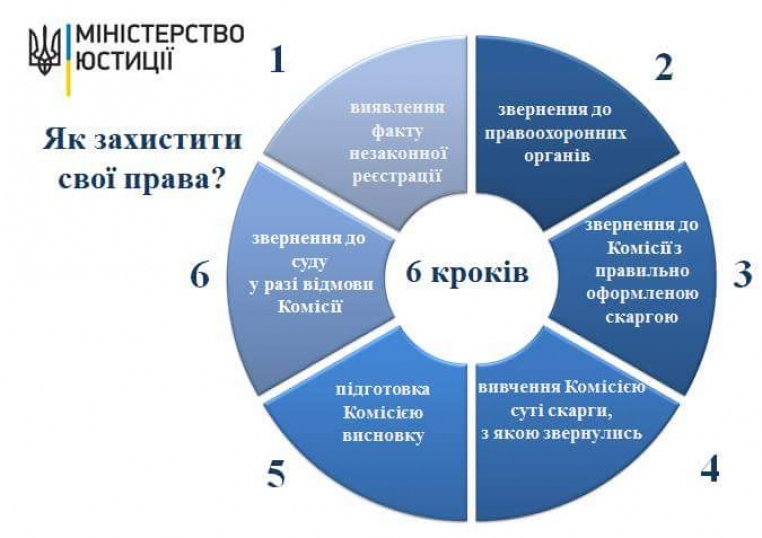 МІНІСТЕРСТВО
ЮСТИЦІЇ
Як захистити
свої права?
1
виявлення
факту
незаконної
реєстрації
2
звернення до
правоохоронних
органів
3
звернення до
Комісії з
правильно
оформленою
скаргою
4
вивчення Комісією
суті скарги,
з якою звернулись
5
підготовка
Комісією
висновку
6
звернення до
суду
у разі відмови
Комісії
6 кроків